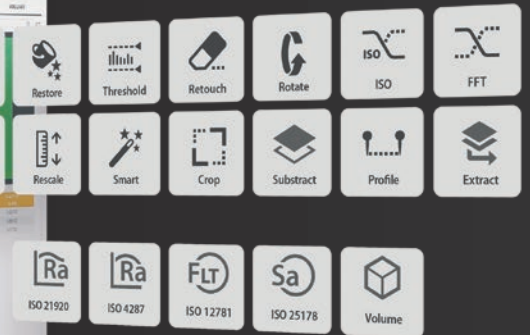 Restore
Threshold
Retouch
Rotate
ISO
ISO
FFT
Rescale
Smart
Crop
Substract
Profile
Extract
Ra
ISO 21920
Ra
ISO 4287
FLT
ISO 12781
Sa
ISO 25178
Volume